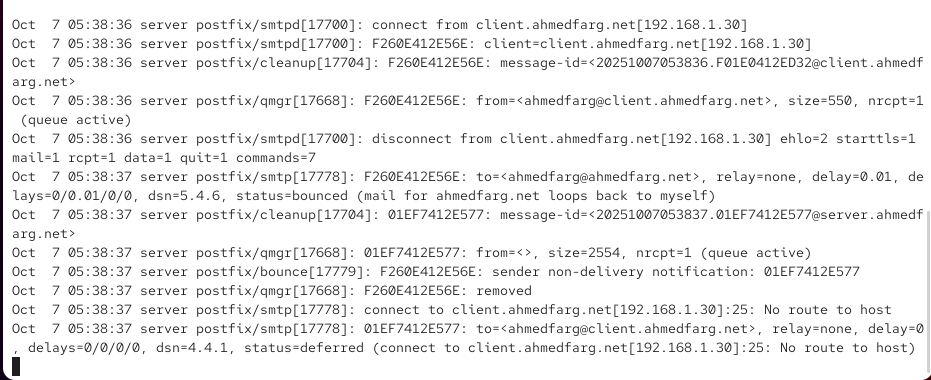 Oct  7 05:38:36 server postfix/smtpd[17700]: connect from client.ahmedfarg.net[192.168.1.30]
Oct  7 05:38:36 server postfix/smtpd[17700]: F260E412E56E: client=client.ahmedfarg.net[192.168.1.30]
Oct  7 05:38:36 server postfix/cleanup[17704]: F260E412E56E: message-id=<20251007053836.F01E0412ED32@client.ahmedf
arg.net>
Oct  7 05:38:36 server postfix/qmgr[17668]: F260E412E56E: from=<ahmedfarg@client.ahmedfarg.net>, size=550, nrcpt=1
 (queue active)
Oct  7 05:38:36 server postfix/smtpd[17700]: disconnect from client.ahmedfarg.net[192.168.1.30] ehlo=2 starttls=1
mail=1 rcpt=1 data=1 quit=1 commands=7
Oct  7 05:38:37 server postfix/smtp[17778]: F260E412E56E: to=<ahmedfarg@ahmedfarg.net>, relay=none, delay=0.01, de
lays=0/0.01/0/0, dsn=5.4.6, status=bounced (mail for ahmedfarg.net loops back to myself)
Oct  7 05:38:37 server postfix/cleanup[17704]: 01EF7412E577: message-id=<20251007053837.01EF7412E577@server.ahmedf
arg.net>
Oct  7 05:38:37 server postfix/qmgr[17668]: 01EF7412E577: from=<>, size=2554, nrcpt=1 (queue active)
Oct  7 05:38:37 server postfix/bounce[17779]: F260E412E56E: sender non-delivery notification: 01EF7412E577
Oct  7 05:38:37 server postfix/qmgr[17668]: F260E412E56E: removed
Oct  7 05:38:37 server postfix/smtp[17778]: connect to client.ahmedfarg.net[192.168.1.30]:25: No route to host
Oct  7 05:38:37 server postfix/smtp[17778]: 01EF7412E577: to=<ahmedfarg@client.ahmedfarg.net>, relay=none, delay=0
, delays=0/0/0/0, dsn=4.4.1, status=deferred (connect to client.ahmedfarg.net[192.168.1.30]:25: No route to host)